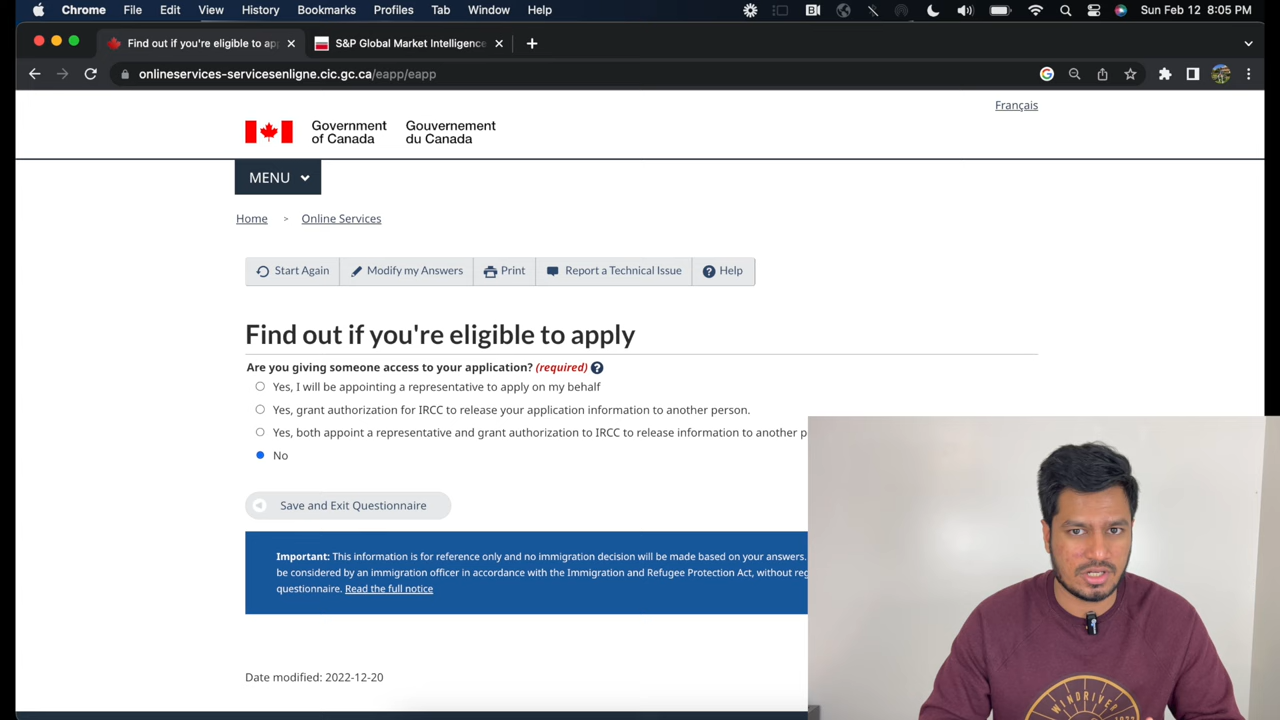 Chrome File Edit View History Bookmarks Profiles Tab Window Help Sun Feb 12 8:05 PM
Find out if you're eligible to ap
S&P Global Market Intelligence
onlineservices-servicesenligne.cic.gc.ca/eapp/eapp
Français
Government Gouvernement
of Canada du Canada
MENU
Home > Online Services
Start Again Modify my Answers Print Report a Technical Issue Help
Find out if you're eligible to apply
Are you giving someone access to your application? (required)
Yes, I will be appointing a representative to apply on my behalf
Yes, grant authorization for IRCC to release your application information to another person.
Yes, both appoint a representative and grant authorization to IRCC to release information to another p
No
Save and Exit Questionnaire
Important: This information is for reference only and no immigration decision will be made based on your answers.
be considered by an immigration officer in accordance with the Immigration and Refugee Protection Act, without reg
questionnaire. Read the full notice
Date modified: 2022-12-20
WINDRIVER